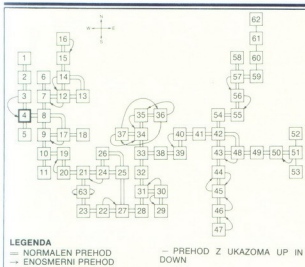 N
W E
S
62
16
61
1 15 58 60
2 6 14 57 59
3 7 12 13 35 36 56
4 8 37 34 40 41 54 55
5 9 17 18 33 42 52
10 19 26 32 38 39 43 48 49 50 51
11 20 21 24 25 31 30 44 53
63 45
23 22 27 28 29 46
47
LEGENDA
= NORMALEN PREHOD
→ ENOSMERNI PREHOD
— PREHOD Z UKAZOMA UP IN
DOWN